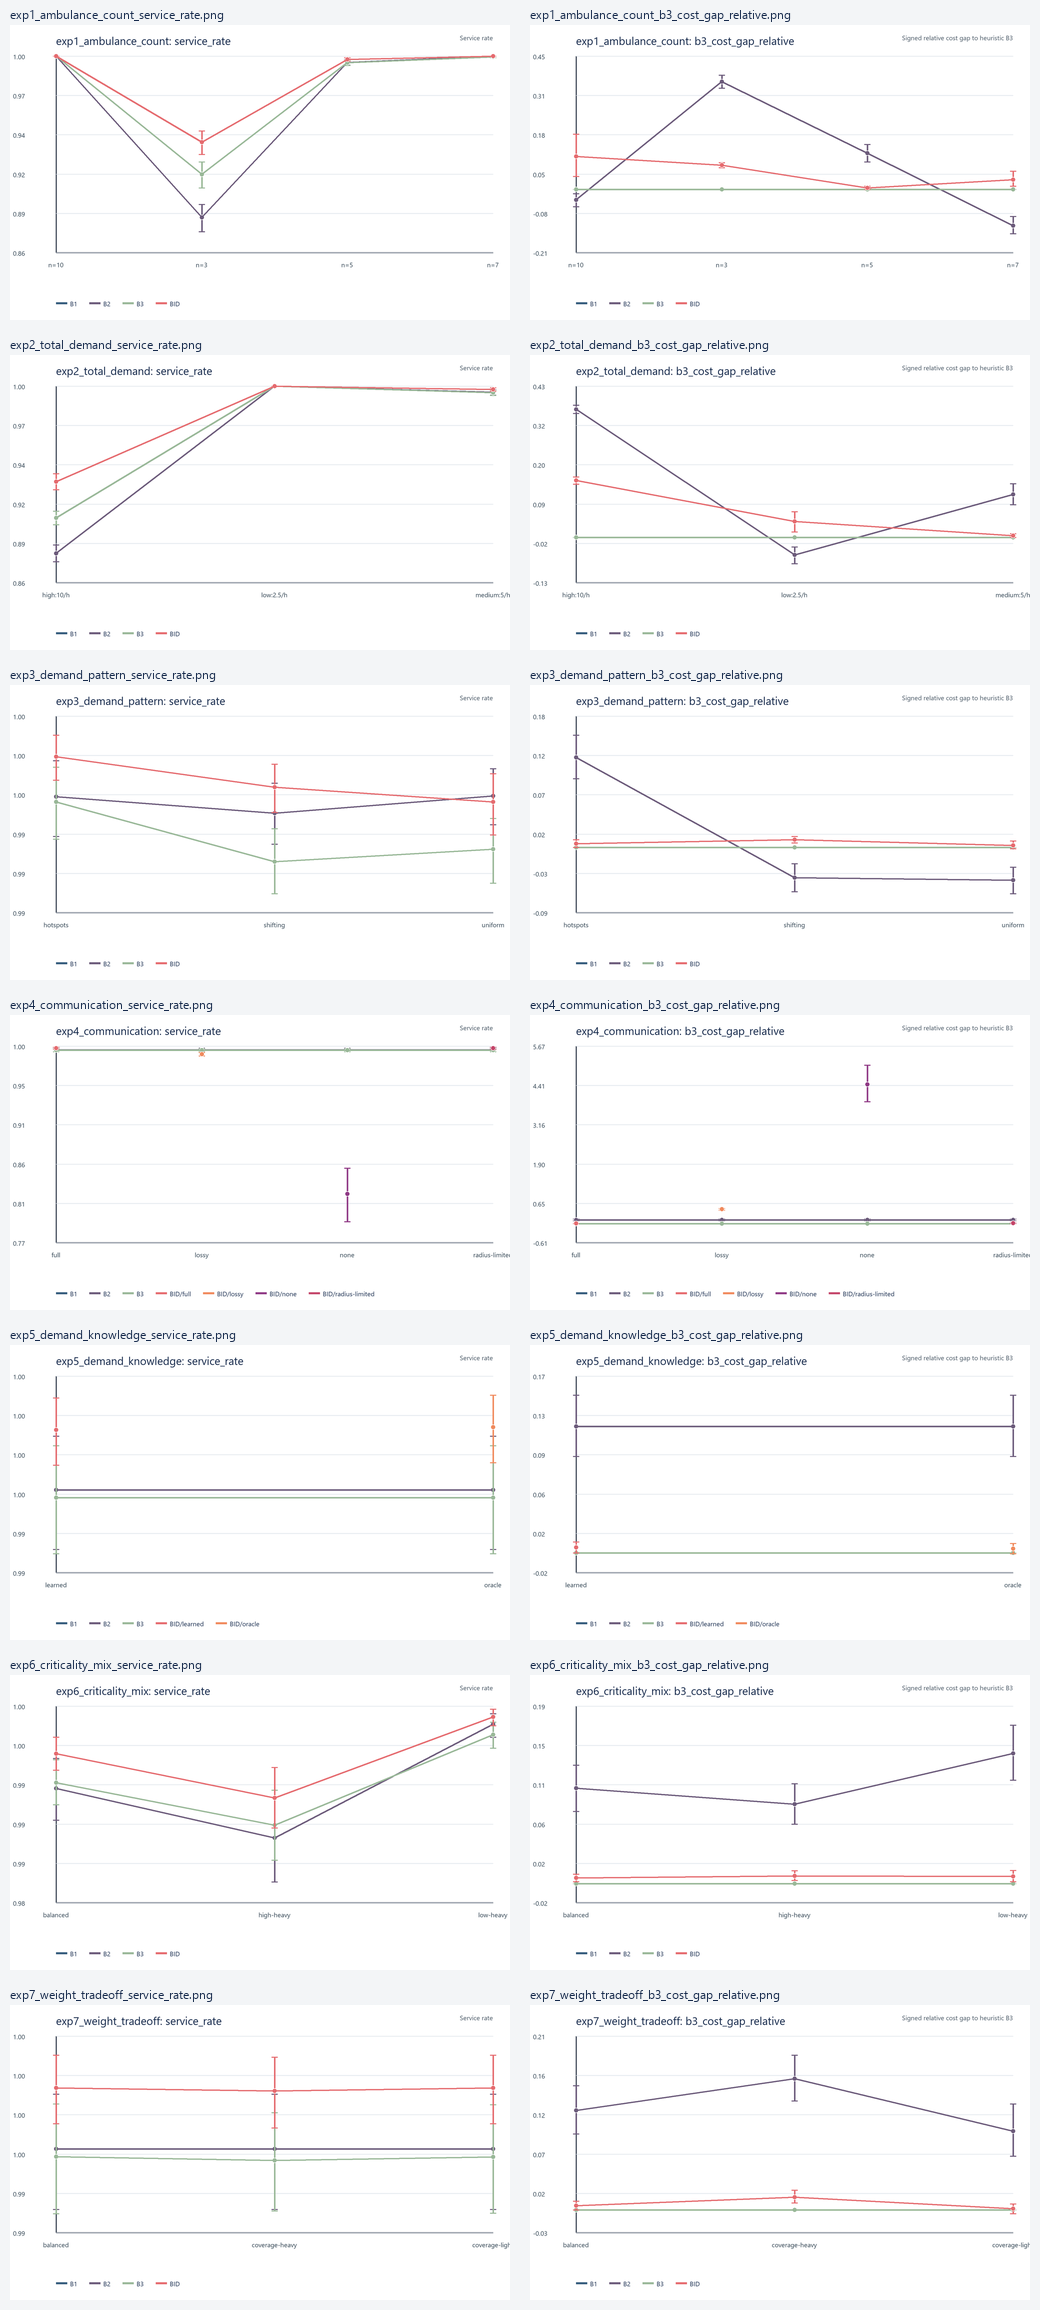 exp1_ambulance_count_service_rate.png
exp1_ambulance_count: service_rate
Service rate
1.00
0.97
0.94
0.92
0.89
0.86
n=10 n=3 n=5 n=7
B1 B2 B3 BID
exp1_ambulance_count_b3_cost_gap_relative.png
exp1_ambulance_count: b3_cost_gap_relative
Signed relative cost gap to heuristic B3
0.45
0.31
0.18
0.05
-0.08
-0.21
n=10 n=3 n=5 n=7
B1 B2 B3 BID
exp2_total_demand_service_rate.png
exp2_total_demand: service_rate
Service rate
1.00
0.97
0.94
0.92
0.89
0.86
high:10/h low:2.5/h medium:5/h
B1 B2 B3 BID
exp2_total_demand_b3_cost_gap_relative.png
exp2_total_demand: b3_cost_gap_relative
Signed relative cost gap to heuristic B3
0.43
0.32
0.20
0.09
-0.02
-0.13
high:10/h low:2.5/h medium:5/h
B1 B2 B3 BID
exp3_demand_pattern_service_rate.png
exp3_demand_pattern: service_rate
Service rate
1.00
1.00
1.00
0.99
0.99
0.99
hotspots shifting uniform
B1 B2 B3 BID
exp3_demand_pattern_b3_cost_gap_relative.png
exp3_demand_pattern: b3_cost_gap_relative
Signed relative cost gap to heuristic B3
0.18
0.12
0.07
0.02
-0.03
-0.09
hotspots shifting uniform
B1 B2 B3 BID
exp4_communication_service_rate.png
exp4_communication: service_rate
Service rate
1.00
0.95
0.91
0.86
0.81
0.77
full lossy none radius-limited
B1 B2 B3 BID/full BID/lossy BID/none BID/radius-limited
exp4_communication_b3_cost_gap_relative.png
exp4_communication: b3_cost_gap_relative
Signed relative cost gap to heuristic B3
5.67
4.41
3.16
1.90
0.65
-0.61
full lossy none radius-limited
B1 B2 B3 BID/full BID/lossy BID/none BID/radius-limited
exp5_demand_knowledge_service_rate.png
exp5_demand_knowledge: service_rate
Service rate
1.00
1.00
1.00
1.00
0.99
0.99
learned oracle
B1 B2 B3 BID/learned BID/oracle
exp5_demand_knowledge_b3_cost_gap_relative.png
exp5_demand_knowledge: b3_cost_gap_relative
Signed relative cost gap to heuristic B3
0.17
0.13
0.09
0.06
0.02
-0.02
learned oracle
B1 B2 B3 BID/learned BID/oracle
exp6_criticality_mix_service_rate.png
exp6_criticality_mix: service_rate
Service rate
1.00
1.00
0.99
0.99
0.99
0.98
balanced high-heavy low-heavy
B1 B2 B3 BID
exp6_criticality_mix_b3_cost_gap_relative.png
exp6_criticality_mix: b3_cost_gap_relative
Signed relative cost gap to heuristic B3
0.19
0.15
0.11
0.06
0.02
-0.02
balanced high-heavy low-heavy
B1 B2 B3 BID
exp7_weight_tradeoff_service_rate.png
exp7_weight_tradeoff: service_rate
Service rate
1.00
1.00
1.00
1.00
0.99
0.99
balanced coverage-heavy coverage-ligh
B1 B2 B3 BID
exp7_weight_tradeoff_b3_cost_gap_relative.png
exp7_weight_tradeoff: b3_cost_gap_relative
Signed relative cost gap to heuristic B3
0.21
0.16
0.12
0.07
0.02
-0.03
balanced coverage-heavy coverage-ligh
B1 B2 B3 BID